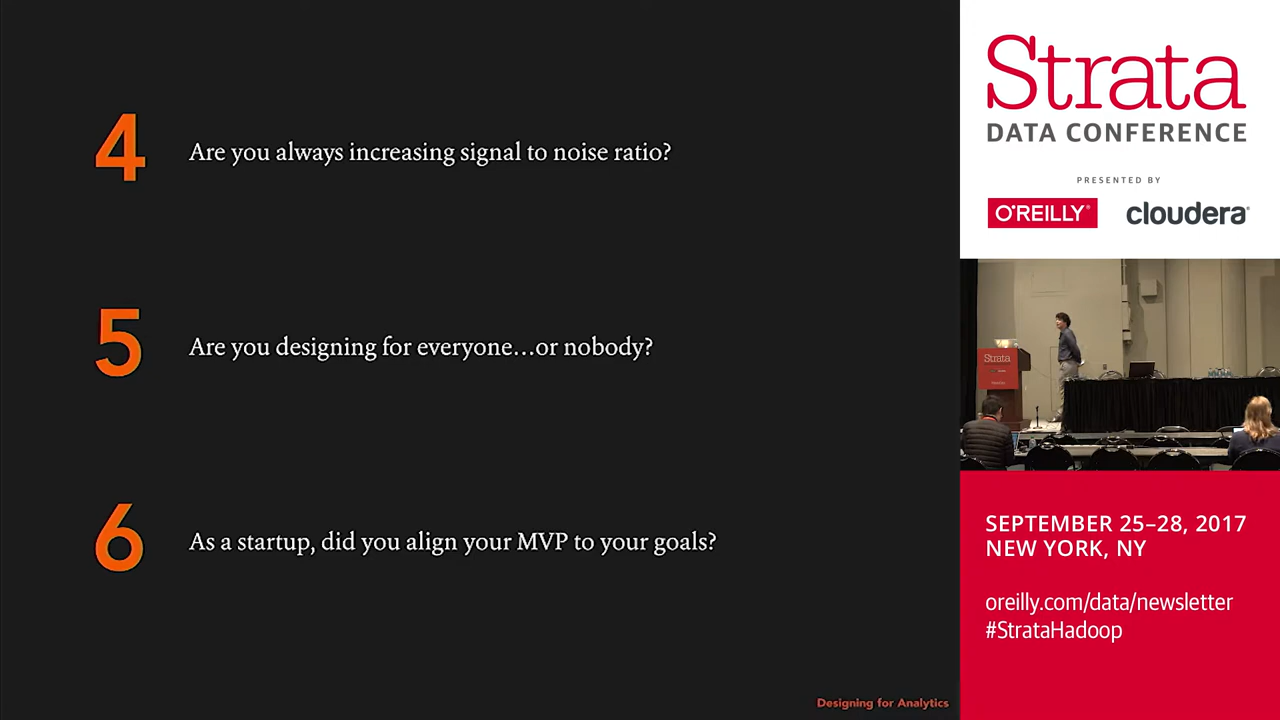 4
Are you always increasing signal to noise ratio?
5
Are you designing for everyone...or nobody?
6
As a startup, did you align your MVP to your goals?
Designing for Analytics
Strata
DATA CONFERENCE
PRESENTED BY
O'REILLY®
cloudera®
Strata
SEPTEMBER 25–28, 2017
NEW YORK, NY
oreilly.com/data/newsletter
#StrataHadoop